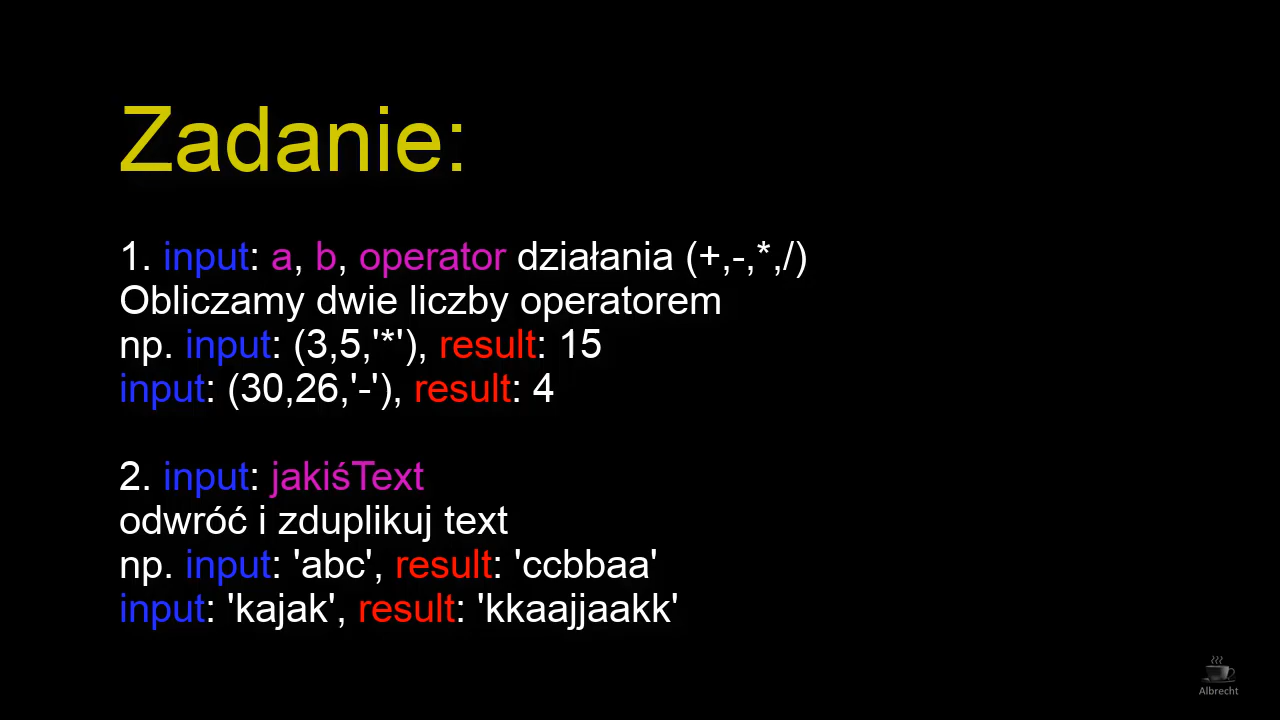 Zadanie:
1. input: a, b, operator działania (+,-,*,/)
Obliczamy dwie liczby operatorem
np. input: (3,5,'*'), result: 15
input: (30,26,'-'), result: 4
2. input: jakiśText
odwróć i zduplikuj text
np. input: 'abc', result: 'ccbbaa'
input: 'kajak', result: 'kkaajjaakk'
Albrecht